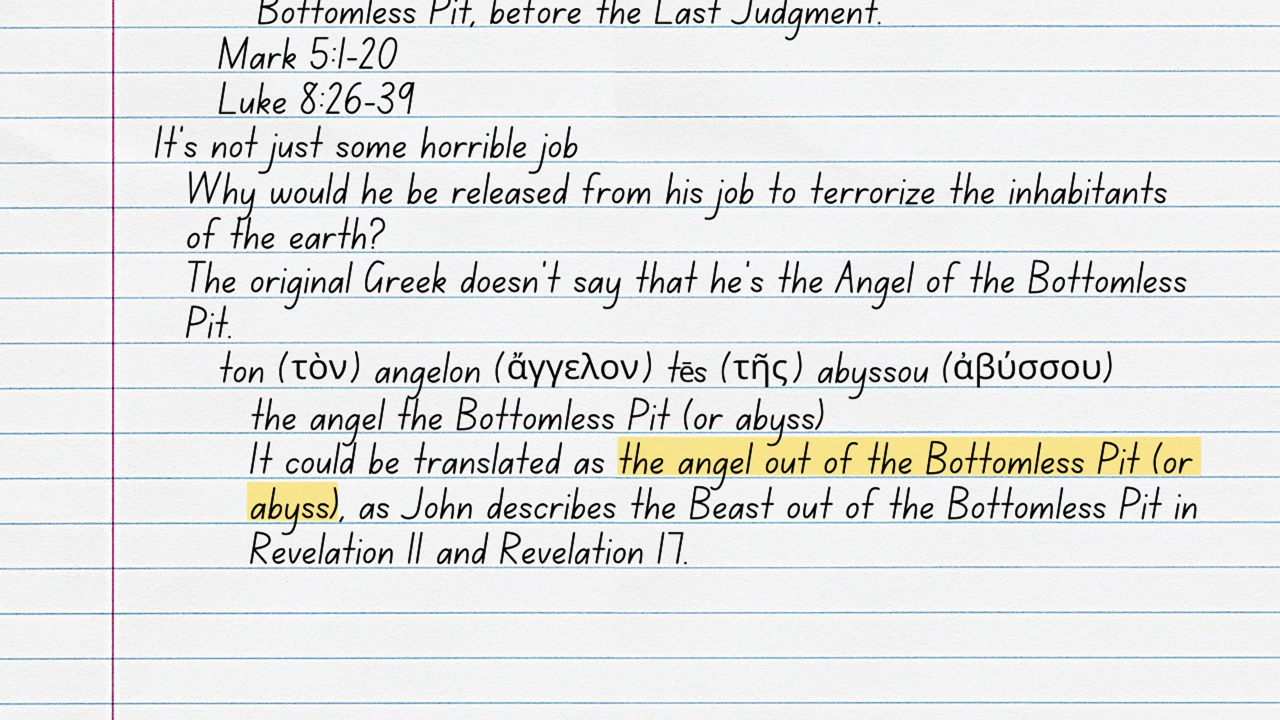 Bottomless Pit, before the Last Judgment.
Mark 5:1-20
Luke 8:26-39
It's not just some horrible job
Why would he be released from his job to terrorize the inhabitants
of the earth?
The original Greek doesn't say that he's the Angel of the Bottomless
Pit.
ton (τὸν) angelon (ἄγγελον) tēs (τῆς) abyssou (ἀβύσσου)
the angel the Bottomless Pit (or abyss)
It could be translated as the angel out of the Bottomless Pit (or
abyss), as John describes the Beast out of the Bottomless Pit in
Revelation 11 and Revelation 17.